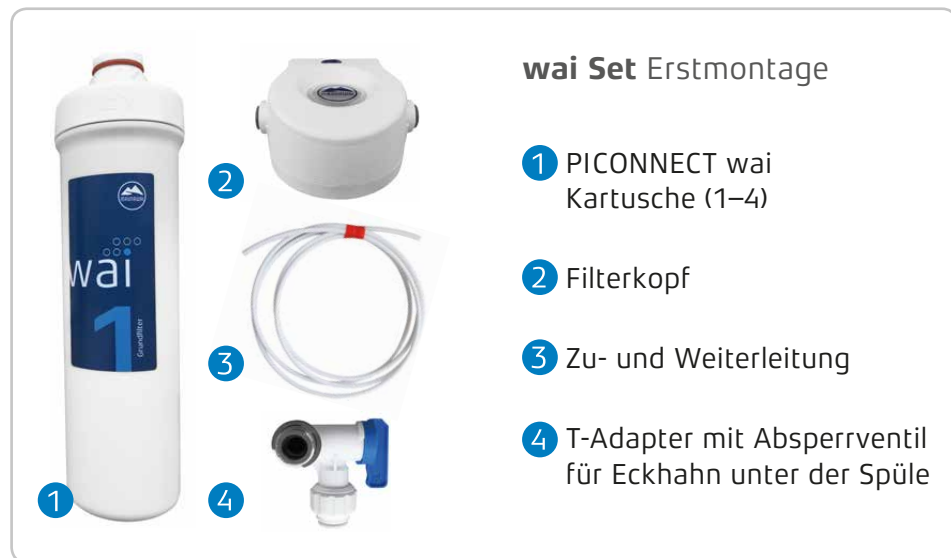 wai Set Erstmontage
1 PICONNECT wai
Kartusche (1–4)
2 Filterkopf
3 Zu- und Weiterleitung
4 T-Adapter mit Absperrventil
für Eckhahn unter der Spüle
wai
1
Grundfilter
1
2
3
4